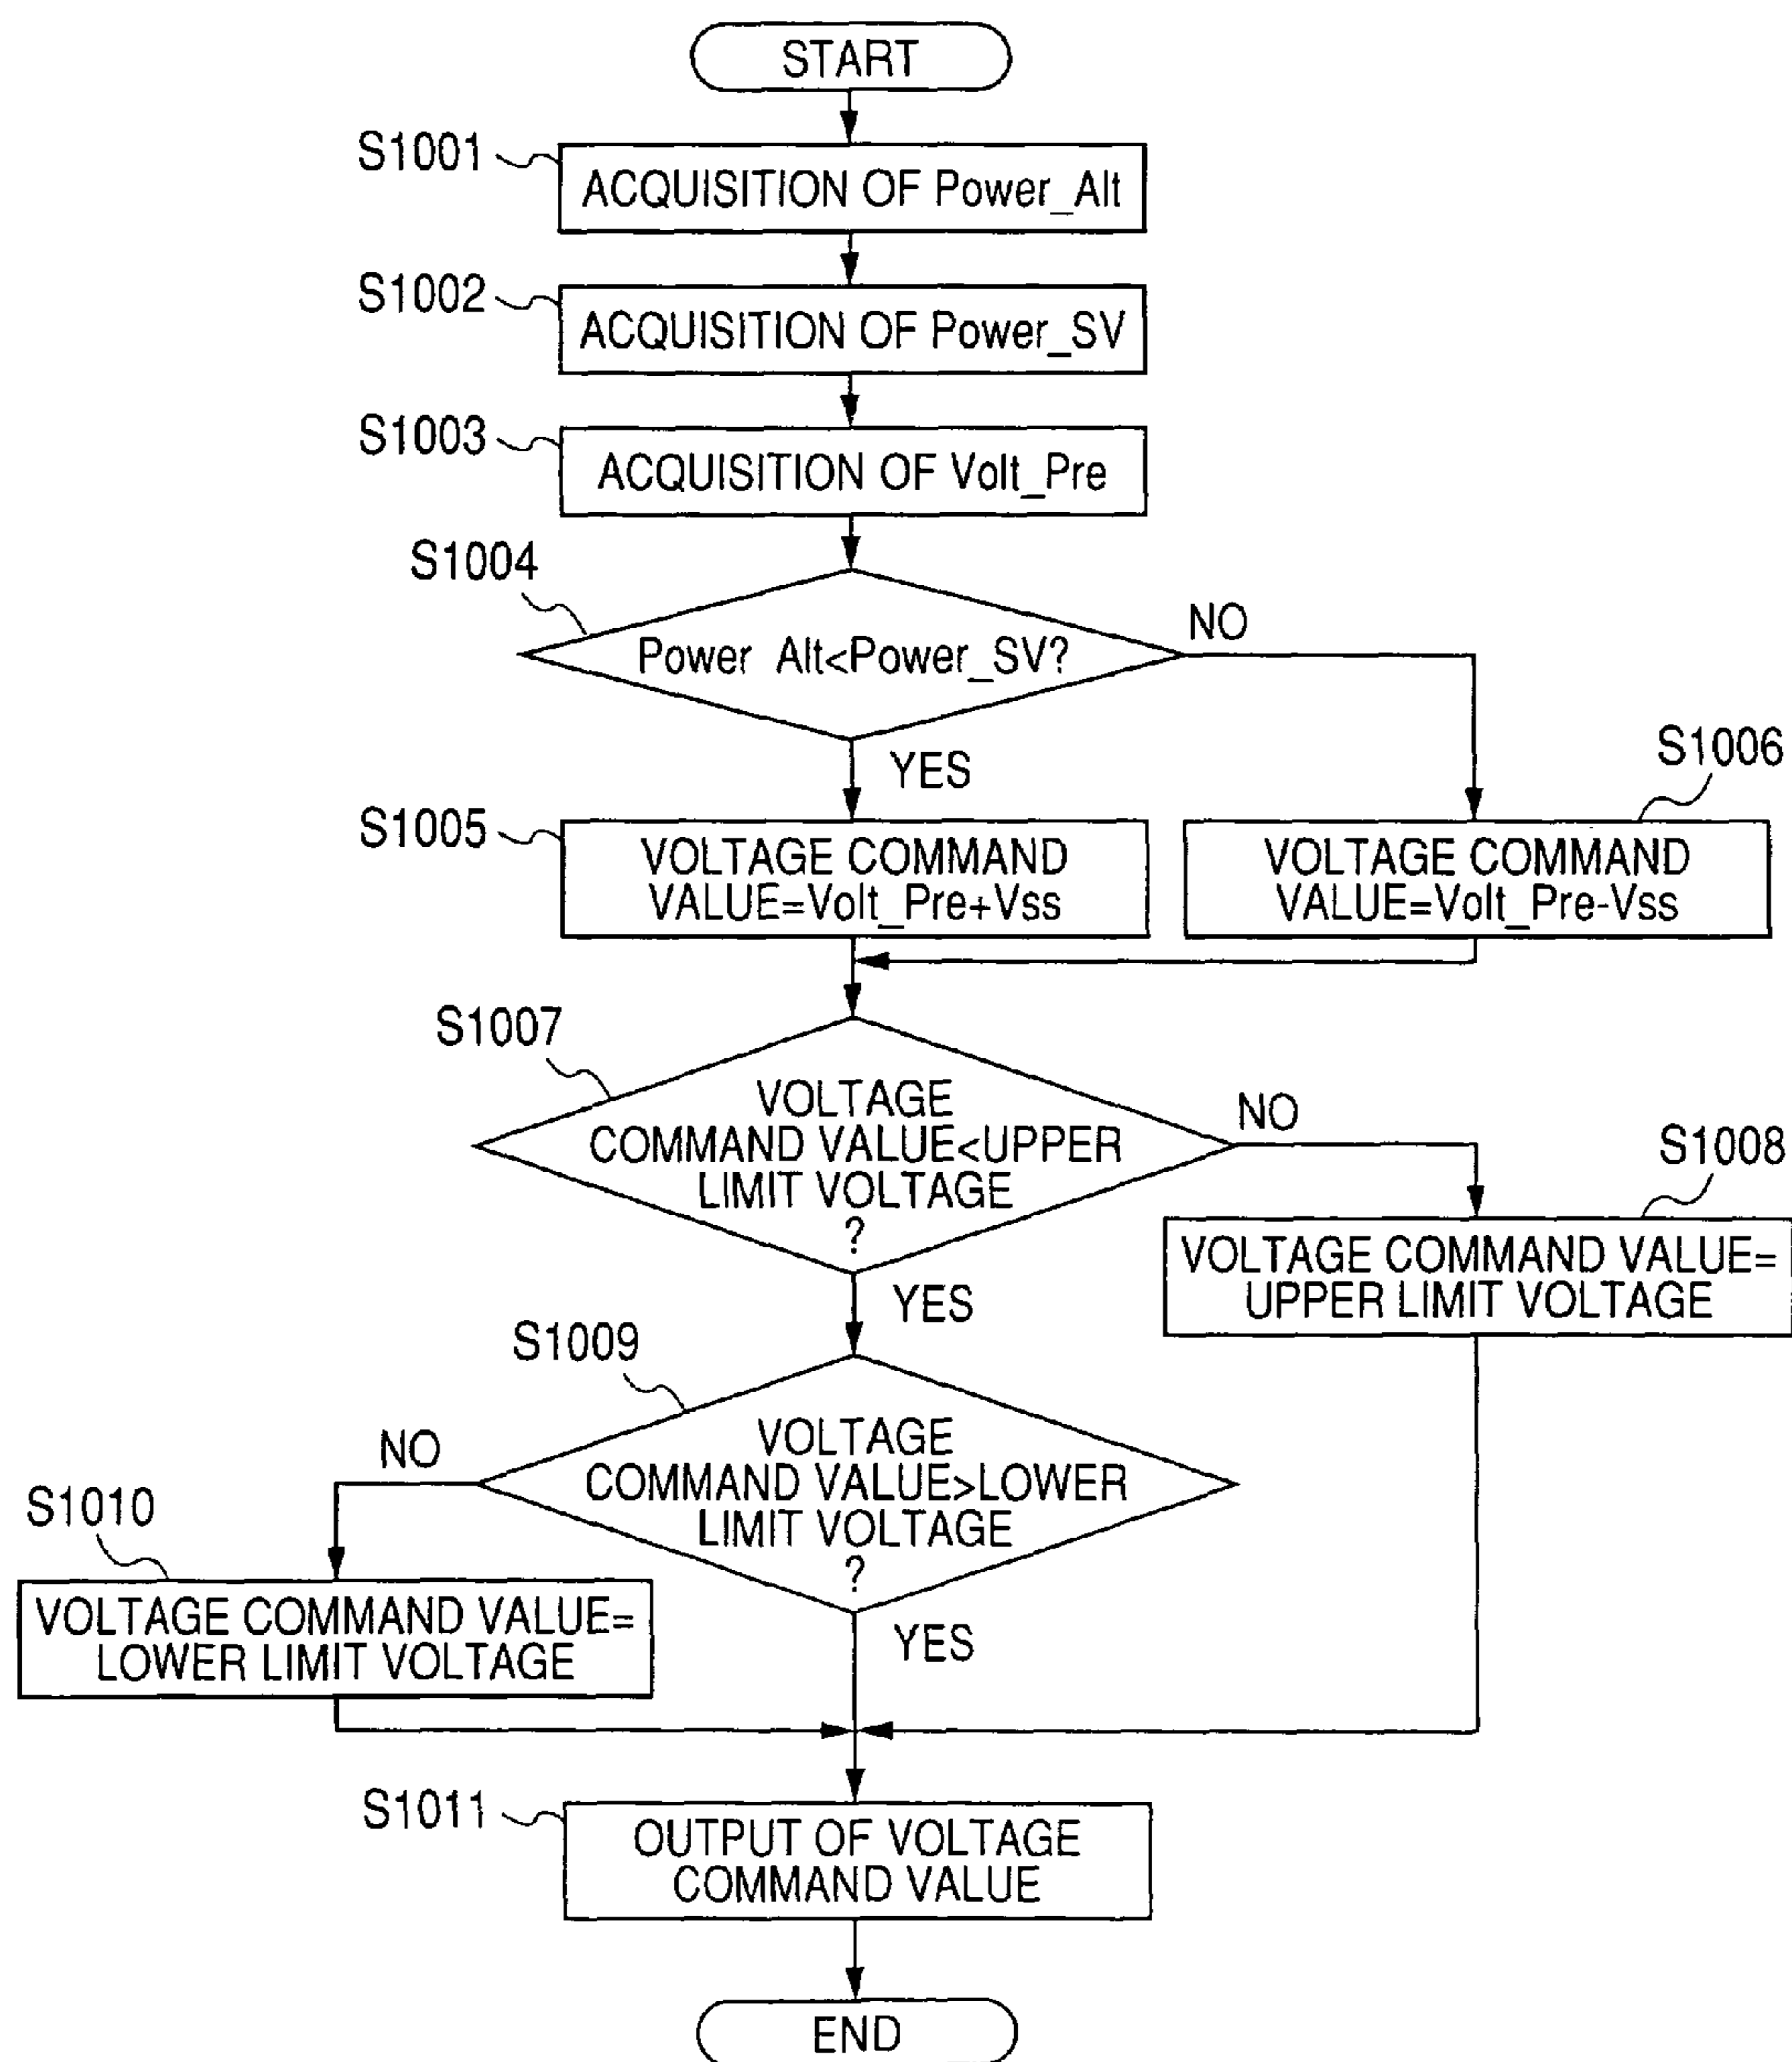 START
S1001
ACQUISITION OF Power_Alt
S1002
ACQUISITION OF Power_SV
S1003
ACQUISITION OF Volt_Pre
S1004
Power Alt<Power_SV?
NO
YES
S1005
VOLTAGE COMMAND
VALUE=Volt_Pre+Vss
S1006
VOLTAGE COMMAND
VALUE=Volt_Pre-Vss
S1007
VOLTAGE
COMMAND VALUE<UPPER
LIMIT VOLTAGE
?
NO
YES
S1008
VOLTAGE COMMAND VALUE=
UPPER LIMIT VOLTAGE
S1009
VOLTAGE
COMMAND VALUE>LOWER
LIMIT VOLTAGE
?
NO
YES
S1010
VOLTAGE COMMAND VALUE=
LOWER LIMIT VOLTAGE
S1011
OUTPUT OF VOLTAGE
COMMAND VALUE
END